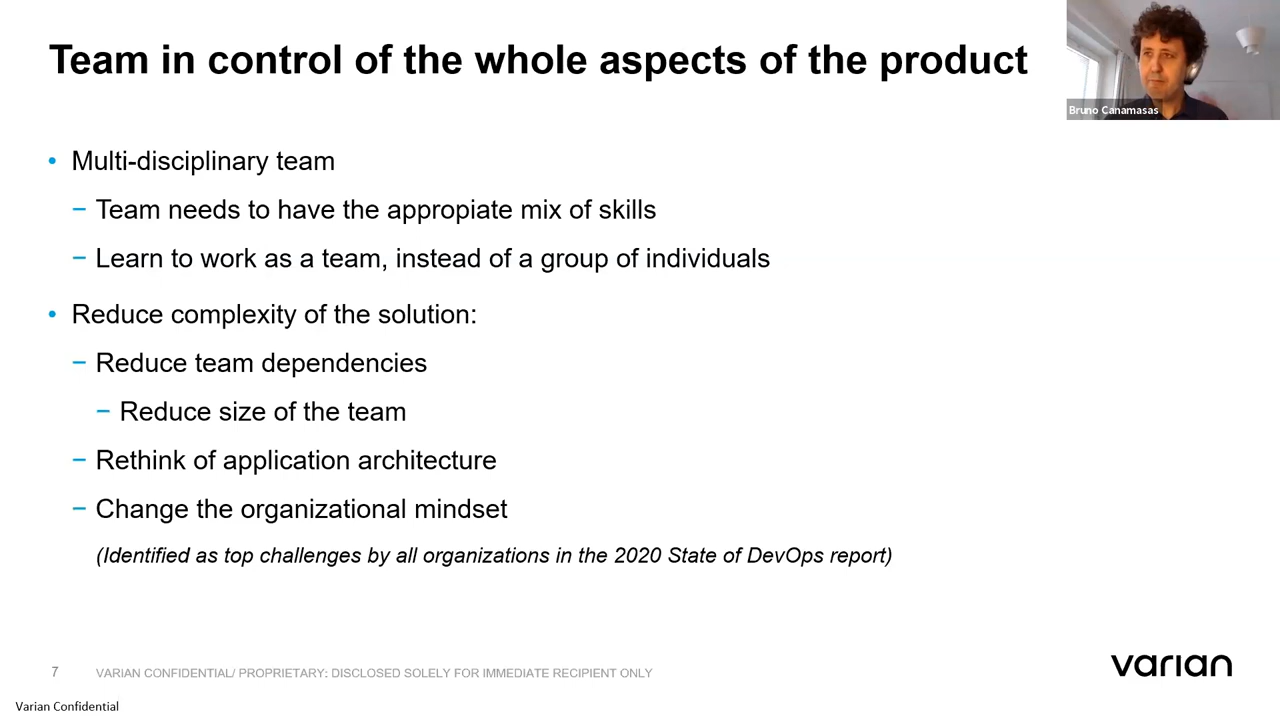 Team in control of the whole aspects of the product
Bruno Canamasas
• Multi-disciplinary team
− Team needs to have the appropiate mix of skills
− Learn to work as a team, instead of a group of individuals
• Reduce complexity of the solution:
− Reduce team dependencies
− Reduce size of the team
− Rethink of application architecture
− Change the organizational mindset
(Identified as top challenges by all organizations in the 2020 State of DevOps report)
7 VARIAN CONFIDENTIAL/ PROPRIETARY: DISCLOSED SOLELY FOR IMMEDIATE RECIPIENT ONLY
varian
Varian Confidential